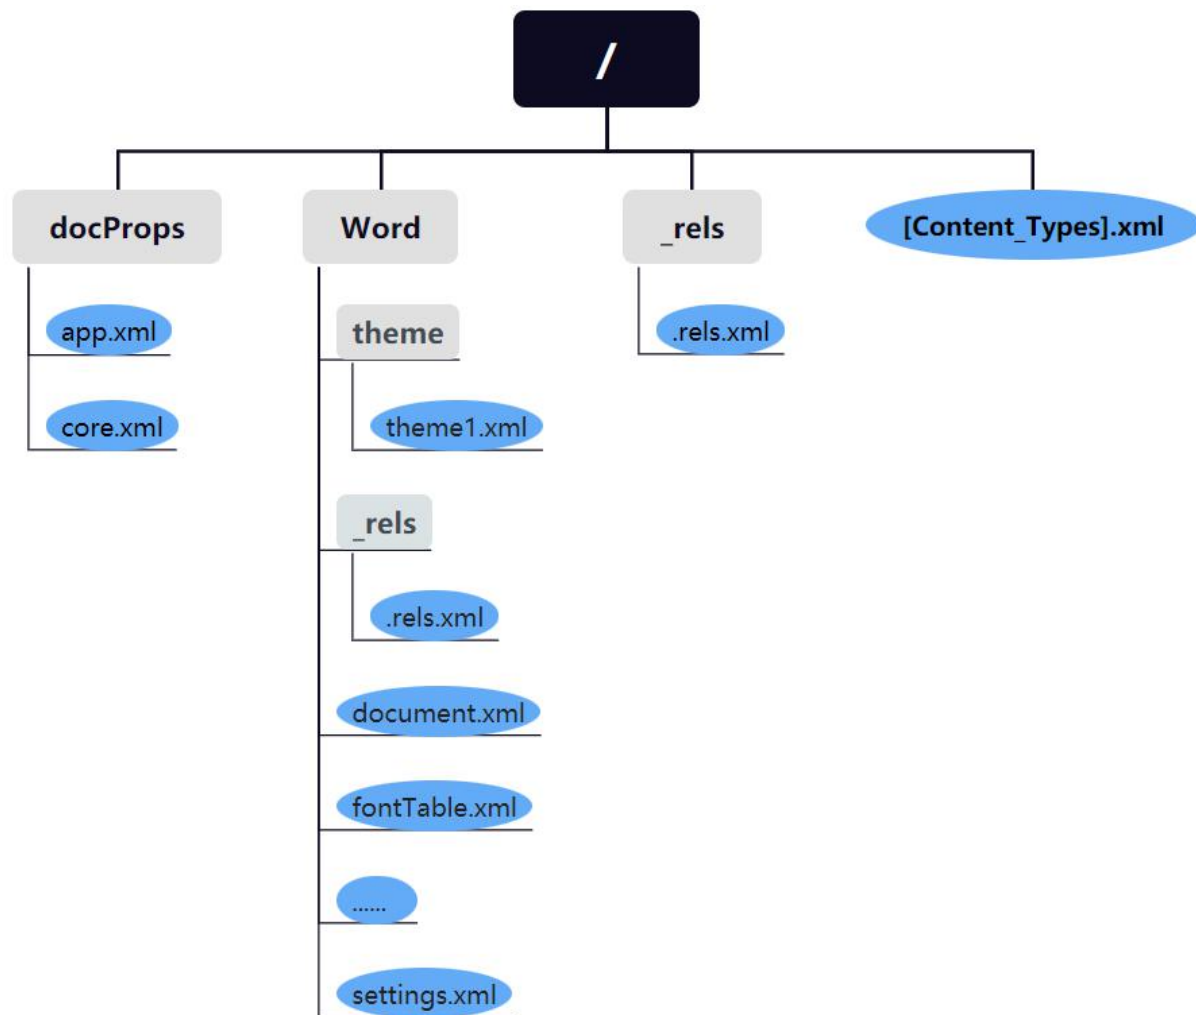 /
docProps
Word
_rels
[Content_Types].xml
app.xml
core.xml
theme
theme1.xml
_rels
.rels.xml
document.xml
fontTable.xml
......
settings.xml
.rels.xml